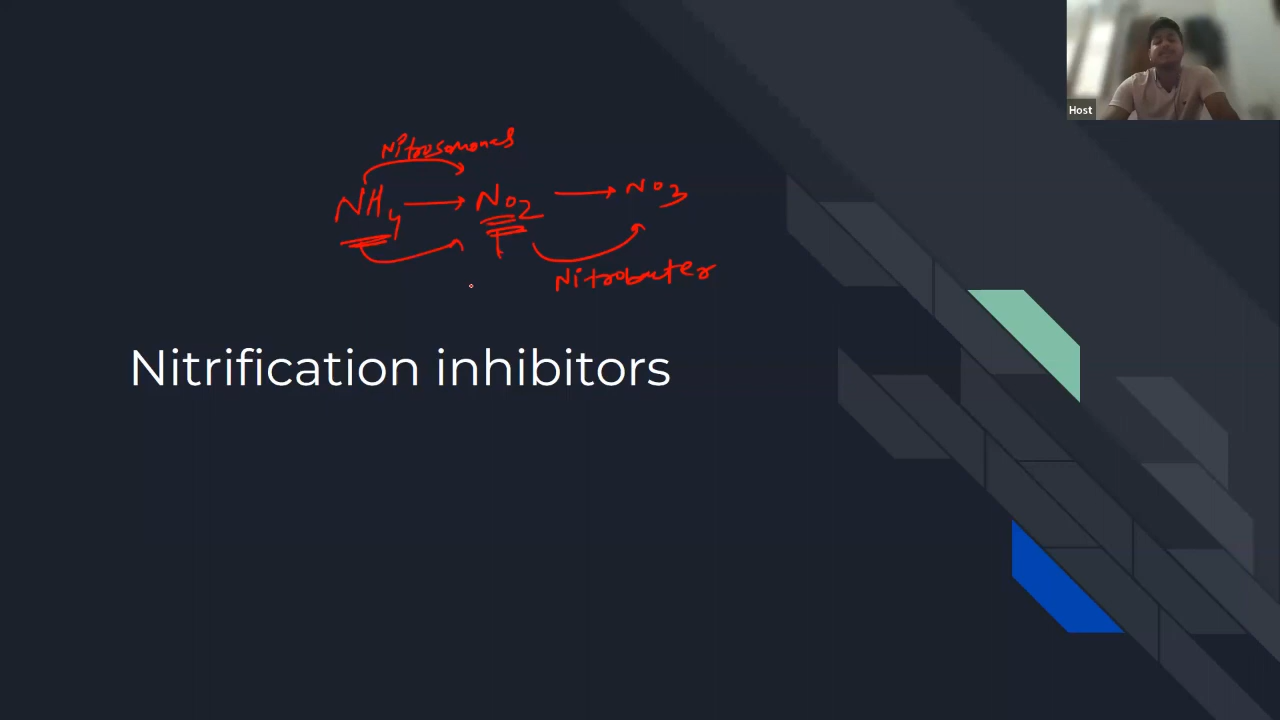 Host
Nitrosomonas
NH4 → NO2 → NO3
Nitrobacter
Nitrification inhibitors